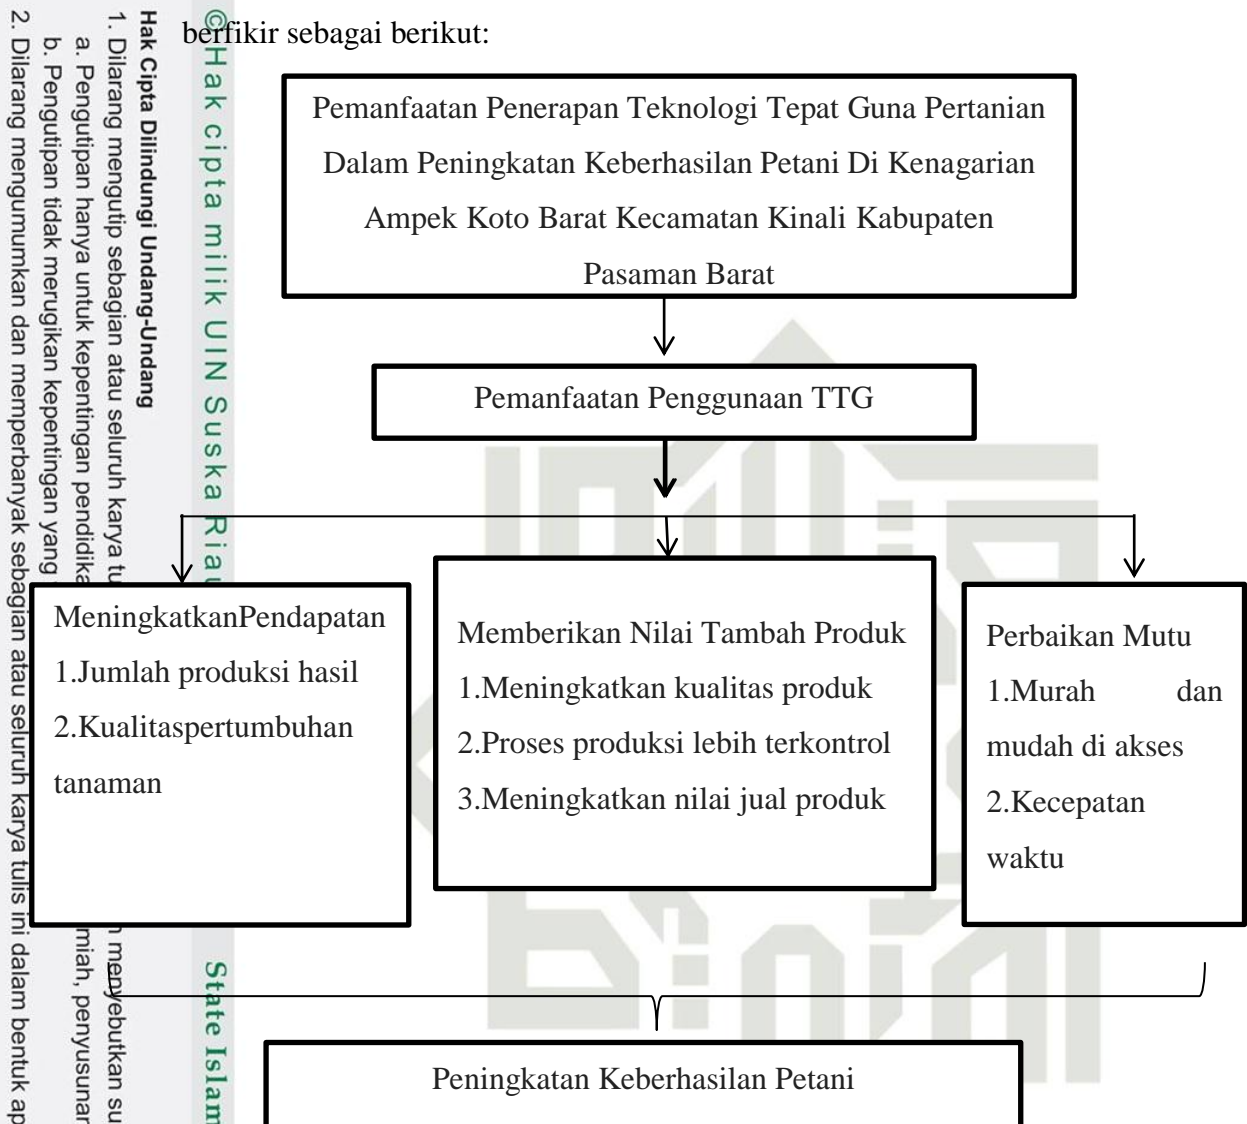 berfikir sebagai berikut:
Pemanfaatan Penerapan Teknologi Tepat Guna Pertanian
Dalam Peningkatan Keberhasilan Petani Di Kenagarian
Ampek Koto Barat Kecamatan Kinali Kabupaten
Pasaman Barat
Pemanfaatan Penggunaan TTG
MeningkatkanPendapatan
1.Jumlah produksi hasil
2.Kualitaspertumbuhan
tanaman
Memberikan Nilai Tambah Produk
1.Meningkatkan kualitas produk
2.Proses produksi lebih terkontrol
3.Meningkatkan nilai jual produk
Perbaikan Mutu
1.Murah dan
mudah di akses
2.Kecepatan
waktu
Peningkatan Keberhasilan Petani
© Hak cipta milik UIN Suska Riau
State Islam
Hak Cipta Dilindungi Undang-Undang
1. Dilarang mengutip sebagian atau seluruh karya tu
menyebutkan su
a. Pengutipan hanya untuk kepentingan pendidika
miah, penyusunan
b. Pengutipan tidak merugikan kepentingan yang
2. Dilarang mengumumkan dan memperbanyak sebagian atau seluruh karya tulis ini dalam bentuk ap